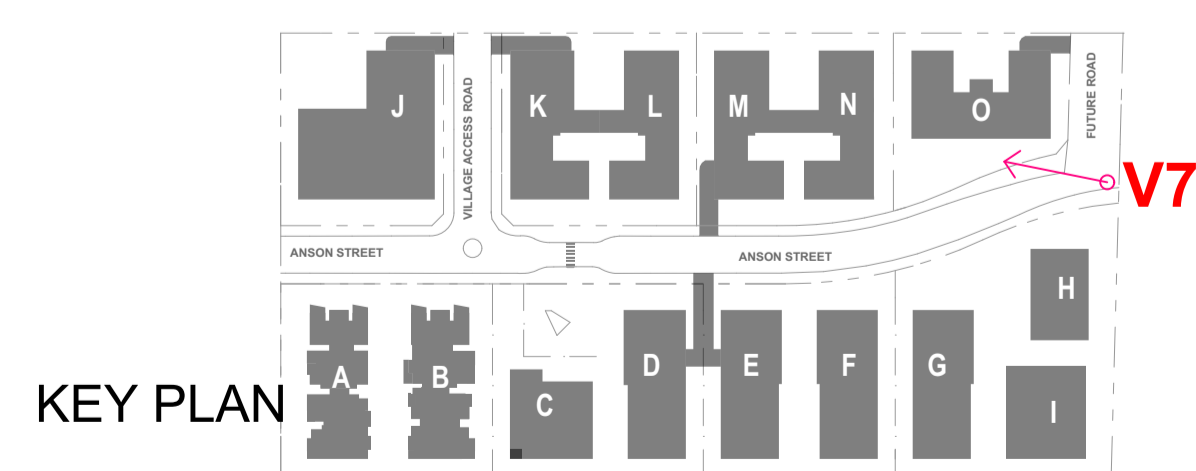 J
K
L
M
N
O
VILLAGE ACCESS ROAD
FUTURE ROAD
V7
ANSON STREET
ANSON STREET
H
A
B
C
D
E
F
G
I
KEY PLAN